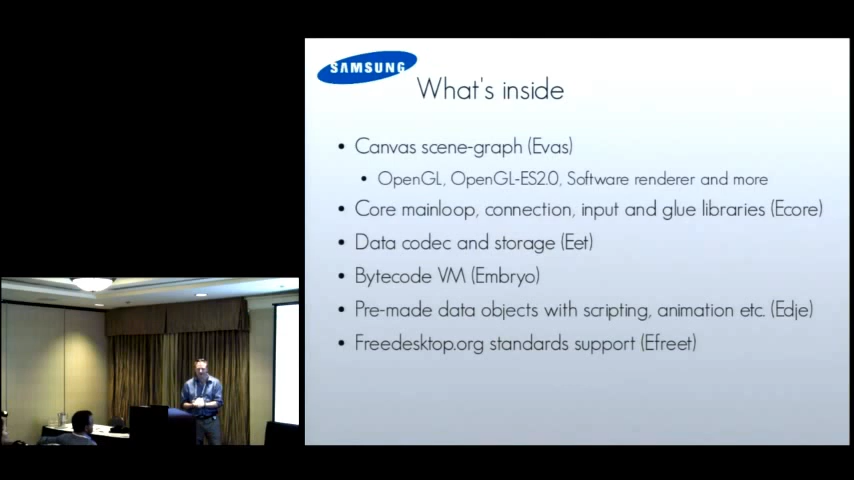 SAMSUNG
What's inside
• Canvas scene-graph (Evas)
• OpenGL, OpenGL-ES2.0, Software renderer and more
• Core mainloop, connection, input and glue libraries (Ecore)
• Data codec and storage (Eet)
• Bytecode VM (Embryo)
• Pre-made data objects with scripting, animation etc. (Edje)
• Freedesktop.org standards support (Efreet)